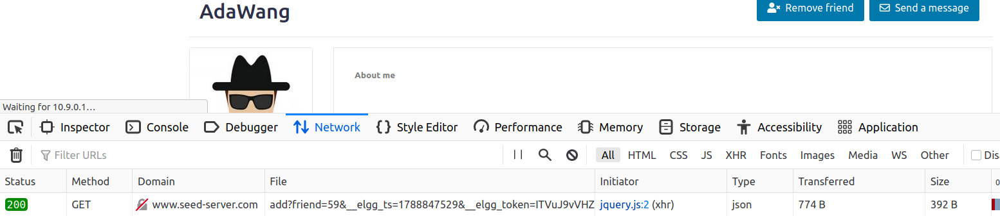 AdaWang
Remove friend Send a message
About me
Waiting for 10.9.0.1…
Inspector Console Debugger Network Style Editor Performance Memory Storage Accessibility Application
Filter URLs All HTML CSS JS XHR Fonts Images Media WS Other
Status Method Domain File Initiator Type Transferred Size
200 GET www.seed-server.com add?friend=59&__elgg_ts=1788847529&__elgg_token=ITVuJ9vVHZ jquery.js:2 (xhr) json 774 B 392 B